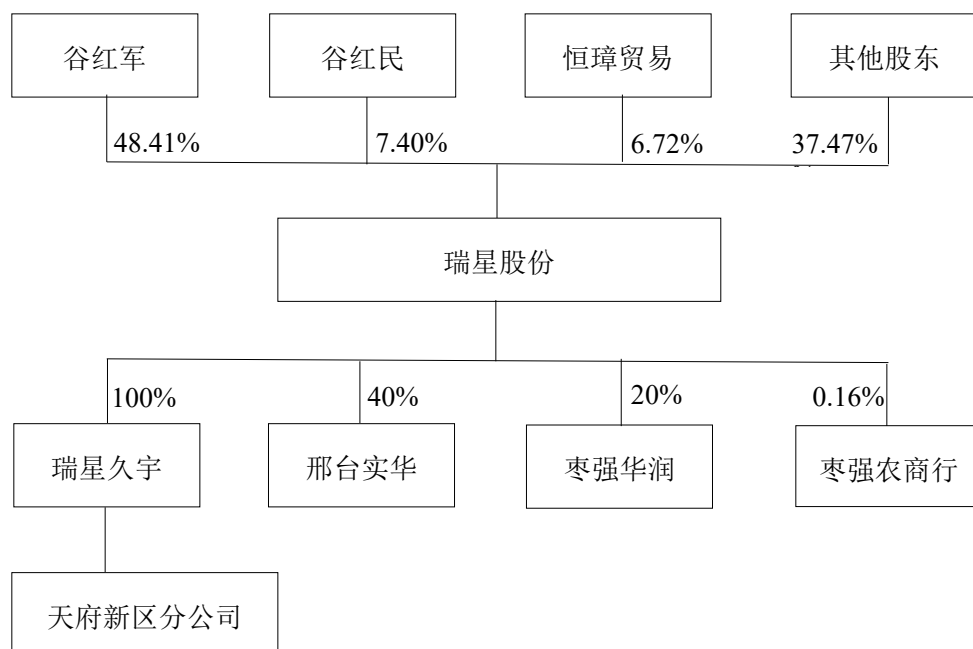 谷红军
谷红民
恒璋贸易
其他股东
48.41%
7.40%
6.72%
37.47%
瑞星股份
100%
40%
20%
0.16%
瑞星久宇
邢台实华
枣强华润
枣强农商行
天府新区分公司